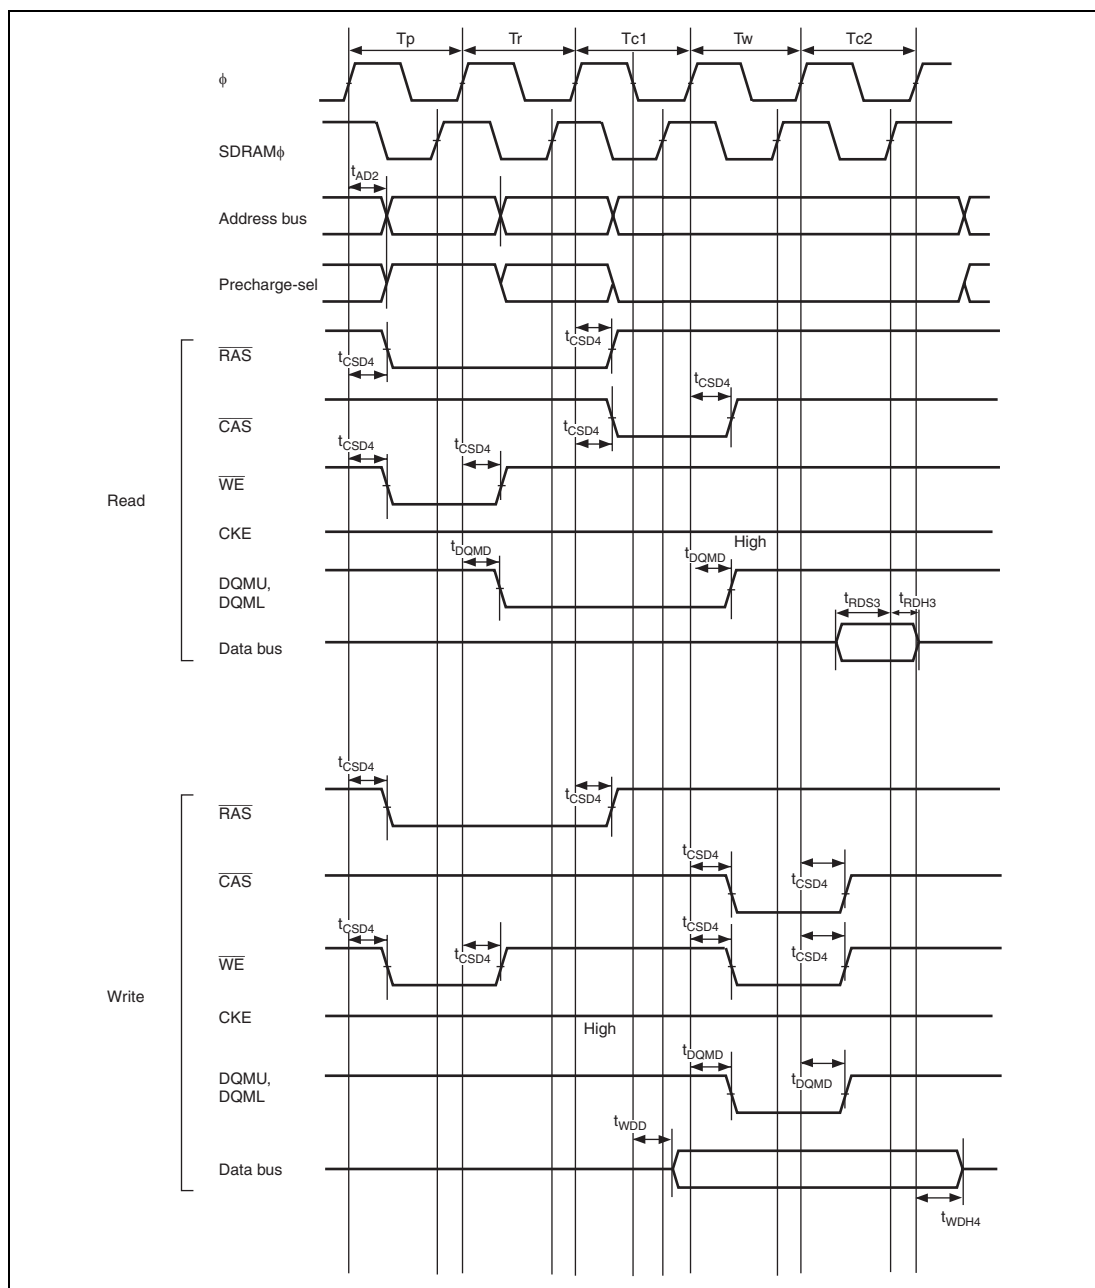 Tp Tr Tc1 Tw Tc2
ϕ
SDRAMϕ
tAD2
Address bus
Precharge-sel
RAS
tCSD4
tCSD4
tCSD4
CAS
tCSD4
tCSD4
tCSD4
Read
WE
CKE
High
tDQMD
tDQMD
DQMU,
DQML
tRDS3 tRDH3
Data bus
tCSD4
tCSD4
RAS
tCSD4
CAS
tCSD4
tCSD4
tCSD4
WE
tCSD4
tCSD4
Write
CKE
High
tDQMD
DQMU,
DQML
tDQMD
tWDD
Data bus
tWDH4